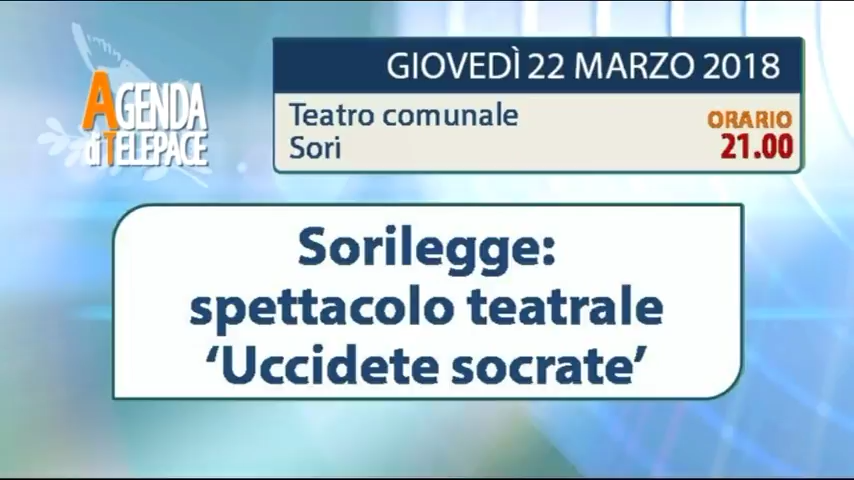 AGENDA
di TELEPACE
GIOVEDÌ 22 MARZO 2018
Teatro comunale
Sori
ORARIO
21.00
Sorilegge:
spettacolo teatrale
‘Uccidete socrate’